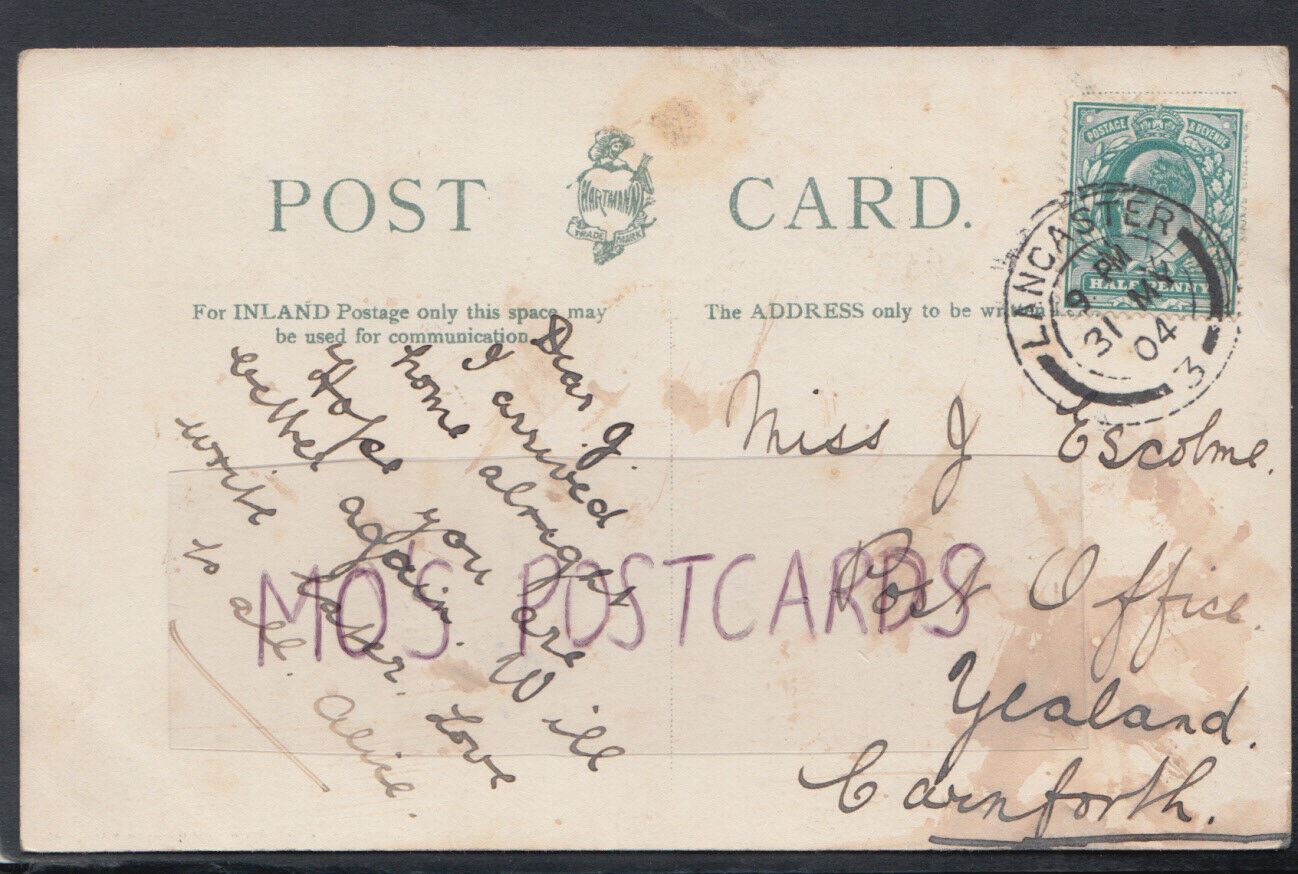 POST CARD.
HARTMANN
TRADE MARK
POSTAGE & REVENUE
HALFPENNY
LANCASTER
9 PM
31 MY
04
3
For INLAND Postage only this space may
be used for communication.
The ADDRESS only to be written
Dear J.
I arrived
home alright
Hope you are
better again. Will
write later. Love
to all. Alice.
Miss J Escolme.
Post Office.
Yealand.
Carnforth.
MO'S POSTCARDS